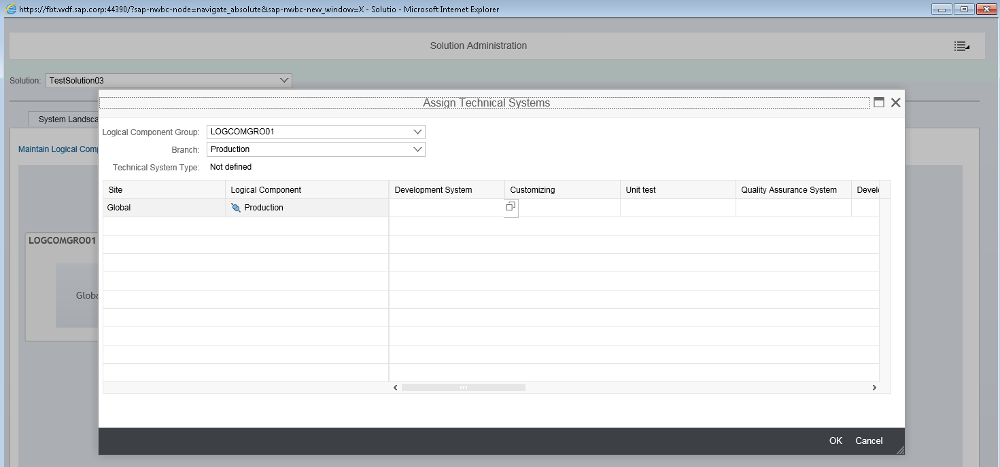 https://fbt.wdf.sap.corp:44390/?sap-nwbc-node=navigate_absolute&sap-nwbc-new_window=X - Solutio - Microsoft Internet Explorer
Solution Administration
Solution: TestSolution03
System Landsca
Maintain Logical Comp
LOGCOMGRO01
Globa
Assign Technical Systems
Logical Component Group: LOGCOMGRO01
Branch: Production
Technical System Type: Not defined
Site Logical Component Development System Customizing Unit test Quality Assurance System Develo
Global Production
OK Cancel